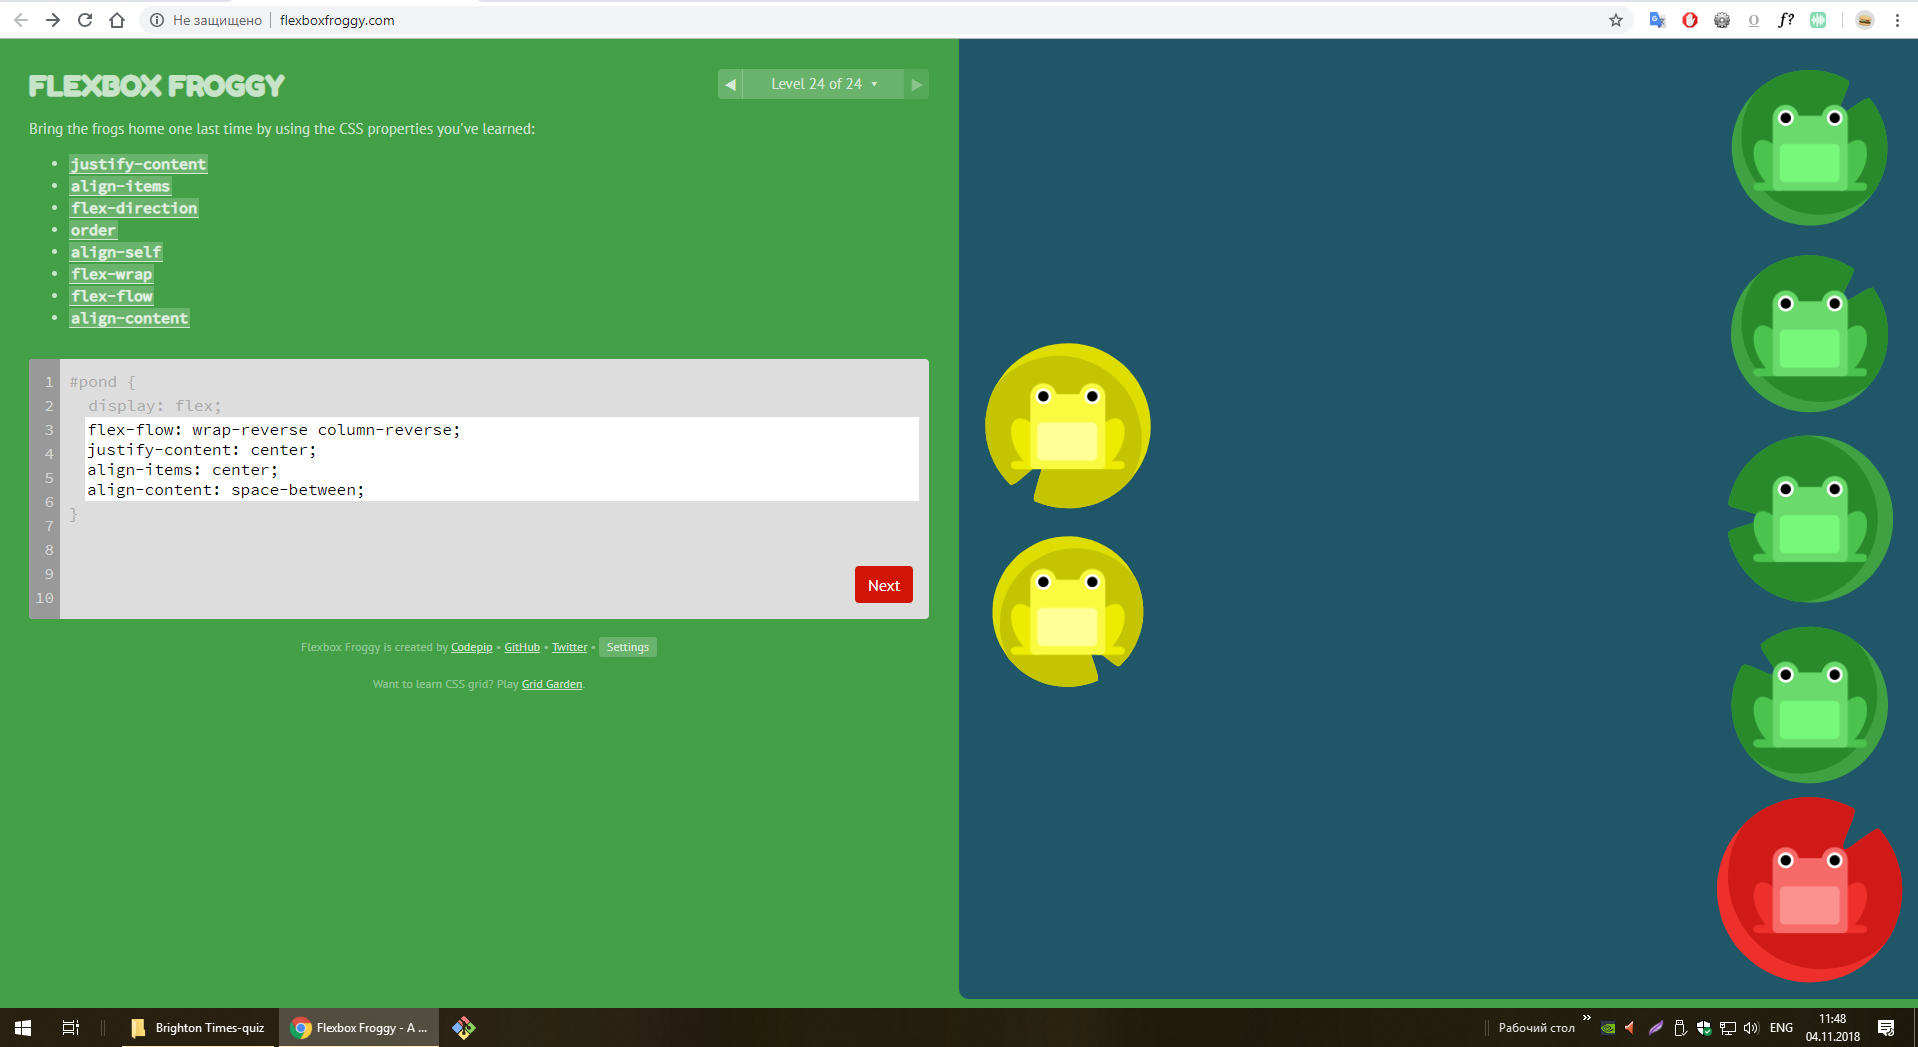 Не защищено | flexboxfroggy.com
f?
FLEXBOX FROGGY
◀ Level 24 of 24 ▾ ▶
Bring the frogs home one last time by using the CSS properties you've learned:
• justify-content
• align-items
• flex-direction
• order
• align-self
• flex-wrap
• flex-flow
• align-content
1 #pond {
2 display: flex;
3 flex-flow: wrap-reverse column-reverse;
4 justify-content: center;
5 align-items: center;
6 align-content: space-between;
7 }
8
9
10
Next
Flexbox Froggy is created by Codepip • GitHub • Twitter • Settings
Want to learn CSS grid? Play Grid Garden.
Brighton Times-quiz
Flexbox Froggy - A ...
Рабочий стол
ENG
11:48
04.11.2018